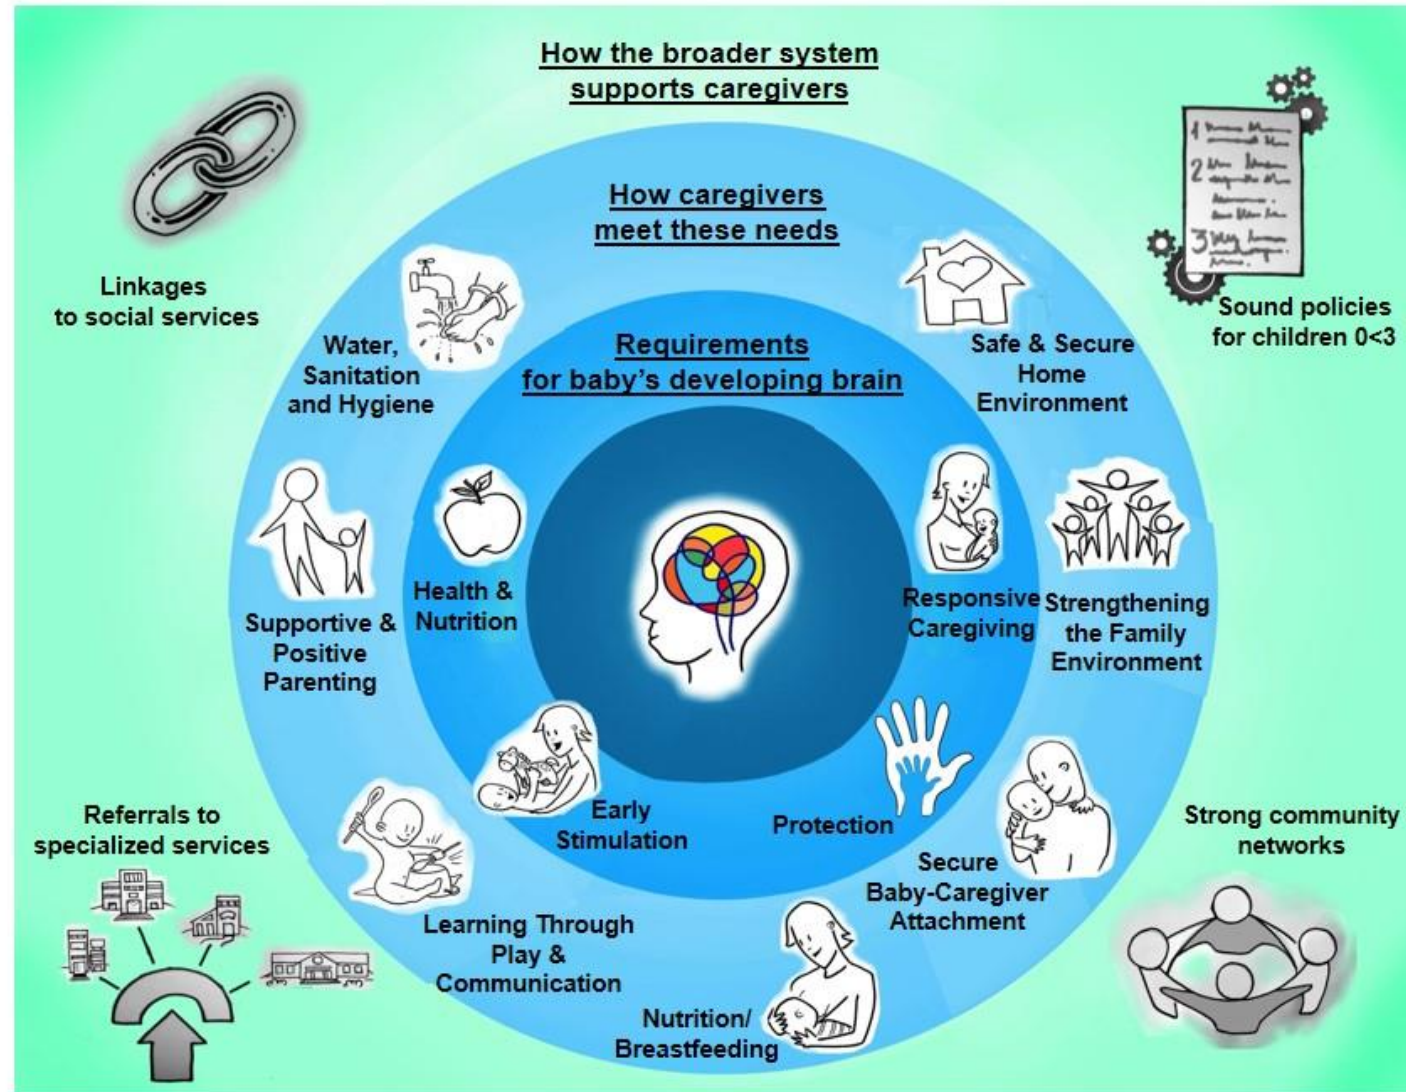 How the broader system
supports caregivers
How caregivers
meet these needs
Requirements
for baby's developing brain
Linkages
to social services
Sound policies
for children 0<3
Water,
Sanitation
and Hygiene
Safe & Secure
Home
Environment
Health &
Nutrition
Responsive
Caregiving
Supportive &
Positive
Parenting
Strengthening
the Family
Environment
Early
Stimulation
Protection
Referrals to
specialized services
Strong community
networks
Secure
Baby-Caregiver
Attachment
Learning Through
Play &
Communication
Nutrition/
Breastfeeding
1
2
3